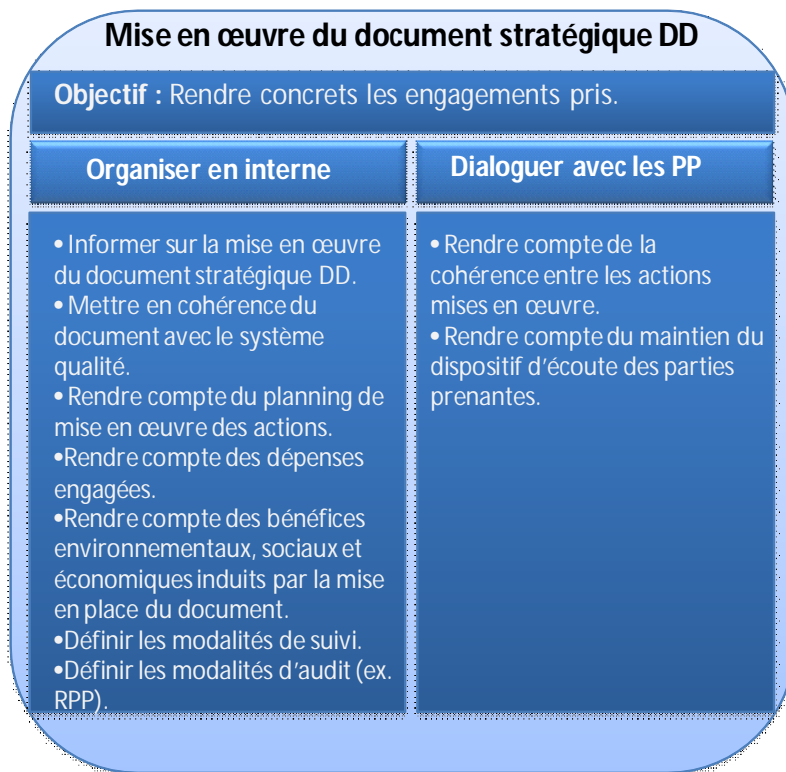 Mise en œuvre du document stratégique DD
Objectif : Rendre concrets les engagements pris.
Organiser en interne
• Informer sur la mise en œuvre
du document stratégique DD.
• Mettre en cohérence du
document avec le système
qualité.
• Rendre compte du planning de
mise en œuvre des actions.
•Rendre compte des dépenses
engagées.
•Rendre compte des bénéfices
environnementaux, sociaux et
économiques induits par la mise
en place du document.
•Définir les modalités de suivi.
•Définir les modalités d’audit (ex.
RPP).
Dialoguer avec les PP
• Rendre compte de la
cohérence entre les actions
mises en œuvre.
• Rendre compte du maintien du
dispositif d'écoute des parties
prenantes.